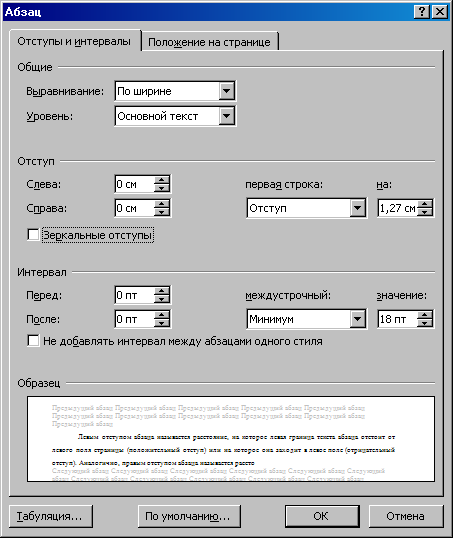 Абзац
Отступы и интервалы Положение на странице
Общие
Выравнивание: По ширине
Уровень: Основной текст
Отступ
Слева: 0 см первая строка: на:
Справа: 0 см Отступ 1,27 см
Зеркальные отступы
Интервал
Перед: 0 пт междустрочный: значение:
После: 0 пт Минимум 18 пт
Не добавлять интервал между абзацами одного стиля
Образец
Предыдущий абзац Предыдущий абзац Предыдущий абзац Предыдущий абзац Предыдущий абзац
Предыдущий абзац Предыдущий абзац Предыдущий абзац Предыдущий абзац Предыдущий абзац
Предыдущий абзац
Левым отступом абзаца называется расстояние, на которое левая граница текста абзаца отстоит от
левого поля страницы (положительный отступ) или на которое она заходит в левое поле (отрицательный
отступ). Аналогично, правым отступом абзаца называется рассто
Следующий абзац Следующий абзац Следующий абзац Следующий абзац Следующий абзац Следующий
абзац Следующий абзац Следующий абзац Следующий абзац Следующий абзац Следующий абзац
Табуляция... По умолчанию... ОК Отмена